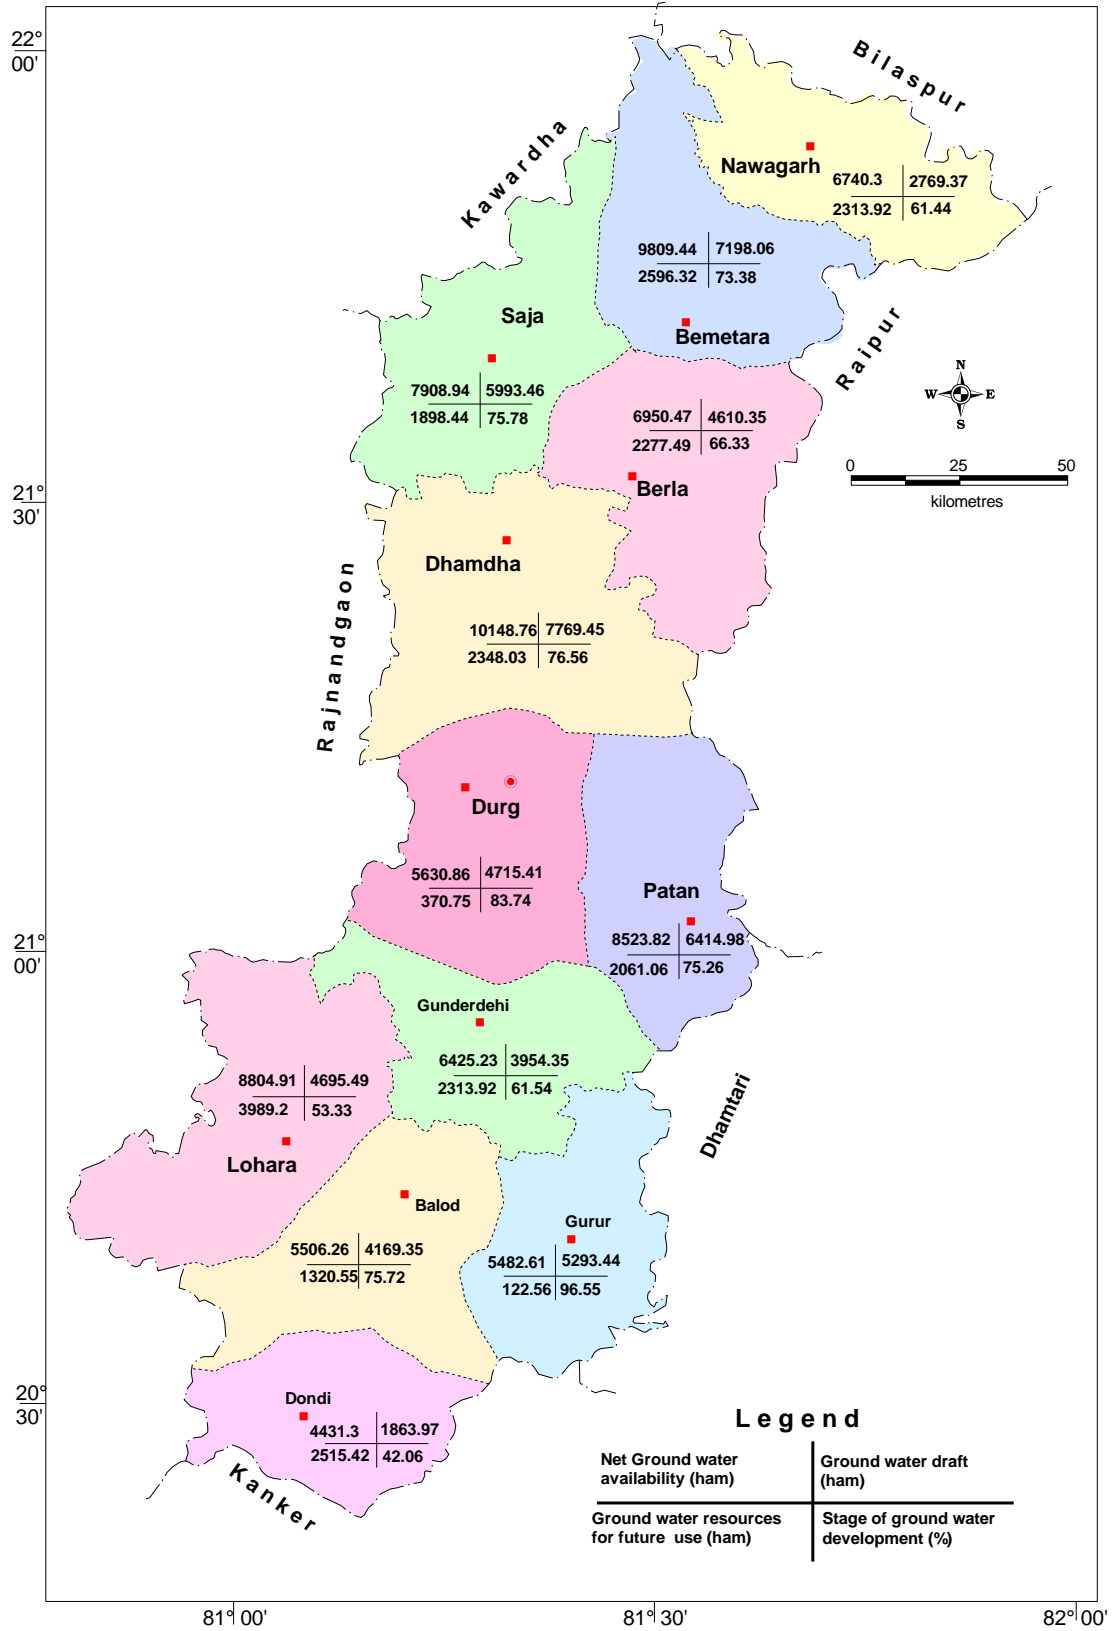 22°
00'
Bilaspur
Kawardha
Nawagarh
6740.3 2769.37
2313.92 61.44
9809.44 7198.06
2596.32 73.38
Bemetara
Raipur
Saja
7908.94 5993.46
1898.44 75.78
N
W E
S
6950.47 4610.35
2277.49 66.33
Berla
0 25 50
kilometres
21°
30'
Dhamdha
Rajnandgaon
10148.76 7769.45
2348.03 76.56
Durg
5630.86 4715.41
370.75 83.74
Patan
8523.82 6414.98
2061.06 75.26
21°
00'
Gunderdehi
6425.23 3954.35
2313.92 61.54
8804.91 4695.49
3989.2 53.33
Lohara
Dhamtari
Balod
5506.26 4169.35
1320.55 75.72
Gurur
5482.61 5293.44
122.56 96.55
20°
30'
Dondi
4431.3 1863.97
2515.42 42.06
Kanker
Legend
Net Ground water
availability (ham)
Ground water draft
(ham)
Ground water resources
for future use (ham)
Stage of ground water
development (%)
81° 00' 81° 30' 82° 00'